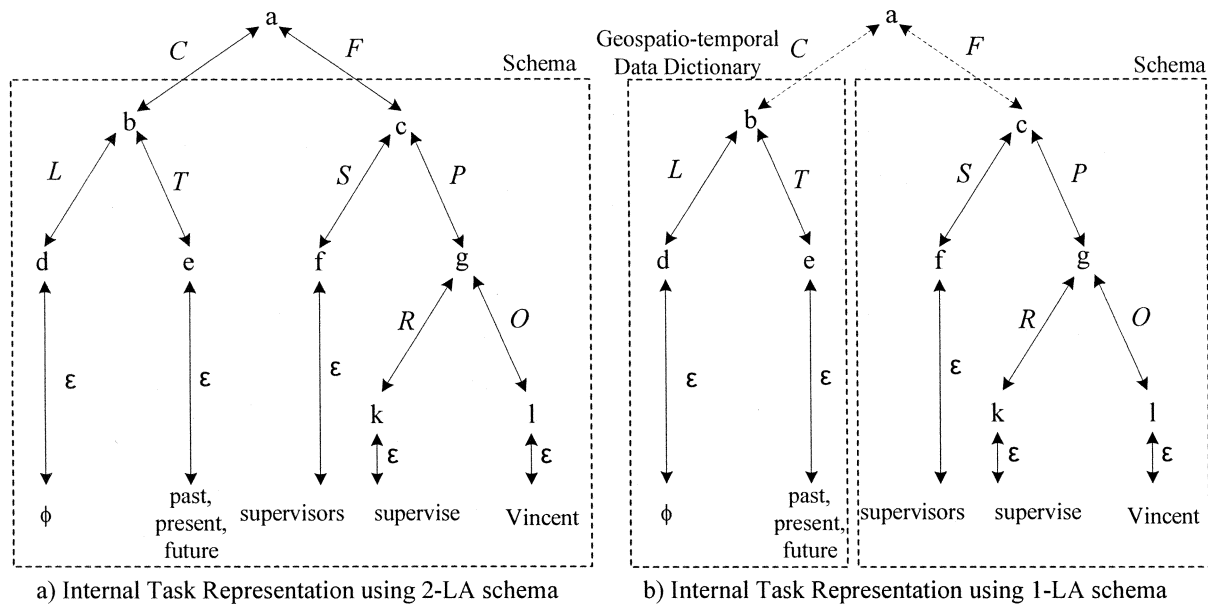 a
C
F
Schema
b
c
L
T
S
P
d
e
f
g
R
O
ε
ε
ε
k
l
ε
ε
ϕ
past,
present,
future
supervisors
supervise
Vincent
a) Internal Task Representation using 2-LA schema
a
Geospatio-temporal
Data Dictionary
C
F
Schema
b
c
L
T
S
P
d
e
f
g
R
O
ε
ε
ε
k
l
ε
ε
ϕ
past,
present,
future
supervisors
supervise
Vincent
b) Internal Task Representation using 1-LA schema